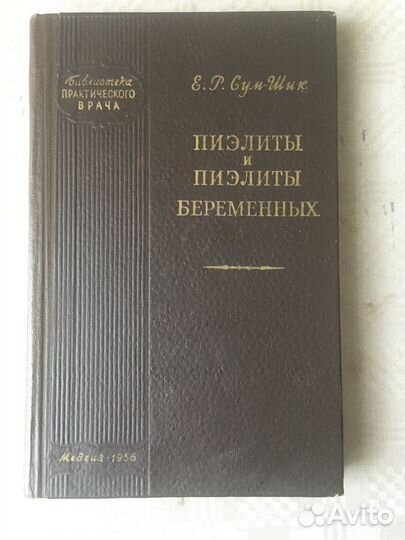 Библиотека
ПРАКТИЧЕСКОГО
ВРАЧА
Е. Р. Сум-Шик
ПИЭЛИТЫ
и
ПИЭЛИТЫ
БЕРЕМЕННЫХ
Медгиз · 1956
Avito